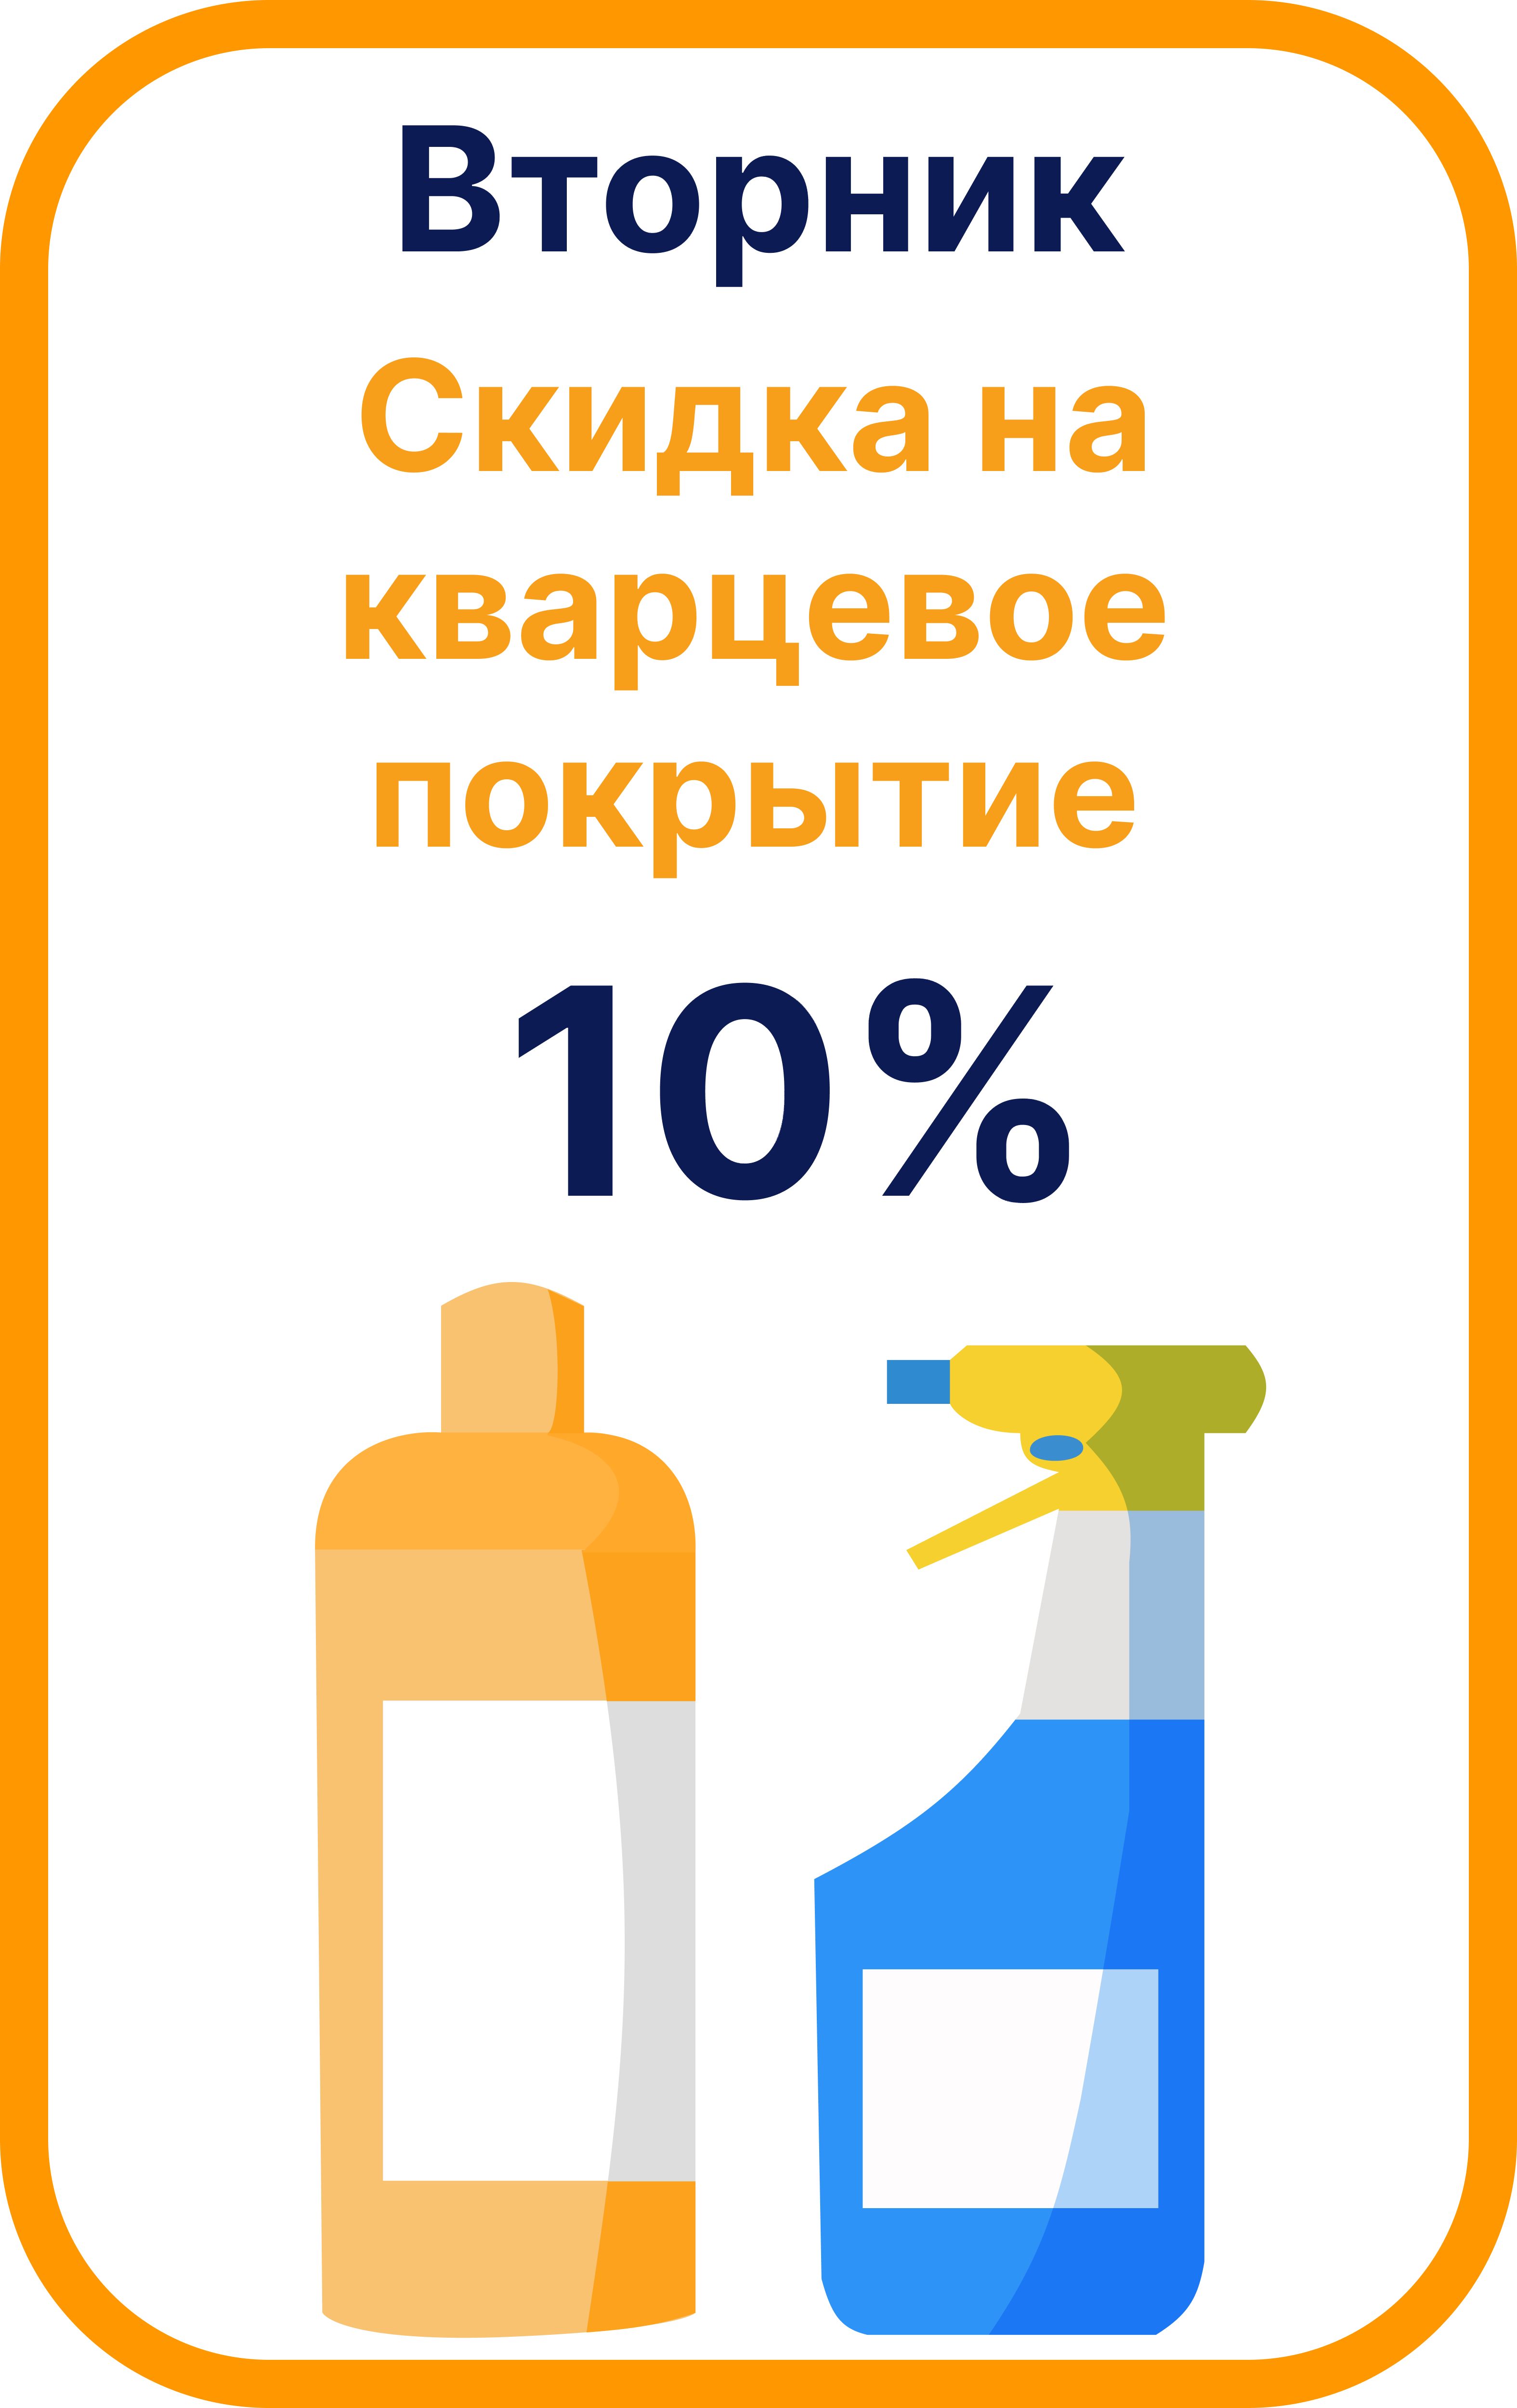 Вторник
Скидка на
кварцевое
покрытие
10%